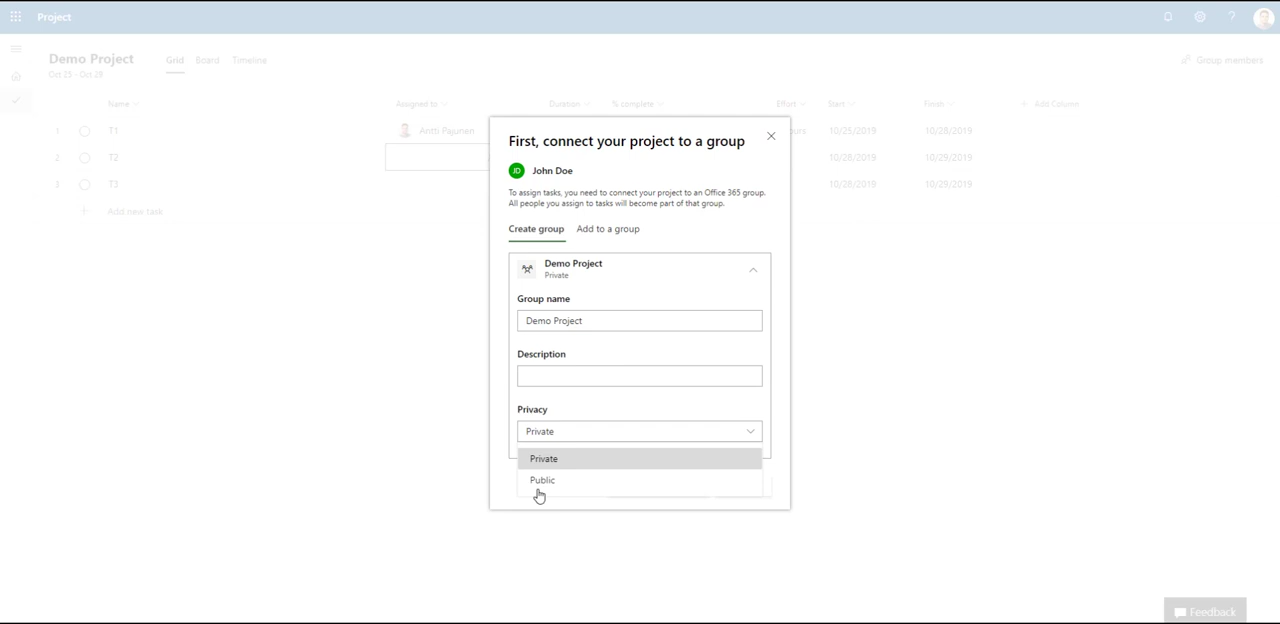 Project
Demo Project
Grid Board Timeline
Group members
Oct 25 - Oct 28
Name Assigned to Duration % complete Effort Start Finish + Add Column
1 T1 Antti Pajunen ours 10/25/2019 10/28/2019
2 T2 10/28/2019 10/29/2019
3 T3 10/28/2019 10/29/2019
+ Add new task
First, connect your project to a group
JD John Doe
To assign tasks, you need to connect your project to an Office 365 group.
All people you assign to tasks will become part of that group.
Create group Add to a group
Demo Project
Private
Group name
Demo Project
Description
Privacy
Private
Private
Public
Feedback